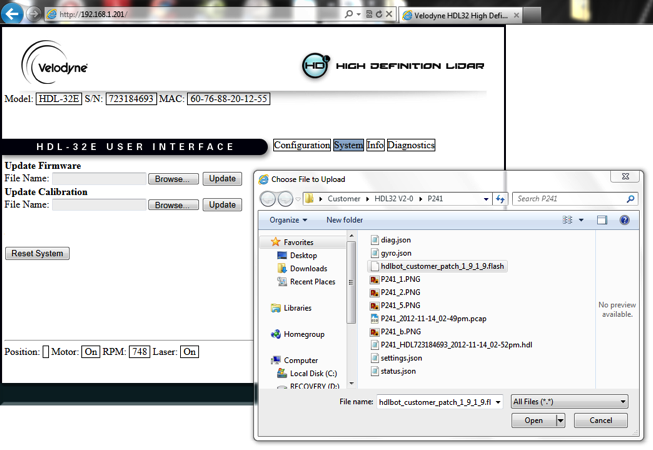 http://192.168.1.201/
Velodyne HDL32 High Defi...
Velodyne
HD HIGH DEFINITION LiDAR
Model: HDL-32E S/N: 723184693 MAC: 60-76-88-20-12-55
HDL-32E USER INTERFACE
Configuration System Info Diagnostics
Update Firmware
File Name: Browse... Update
Update Calibration
File Name: Browse... Update
Reset System
Position: Motor: On RPM: 748 Laser: On
Choose File to Upload
Customer HDL32 V2-0 P241
Search P241
Organize New folder
Favorites
Desktop
Downloads
Recent Places
Libraries
Homegroup
Computer
Local Disk (C:)
RECOVERY (D:)
diag.json
gyro.json
hdlbot_customer_patch_1_9_1_9.flash
P241_1.PNG
P241_2.PNG
P241_5.PNG
P241_2012-11-14_02-49pm.pcap
P241_b.PNG
P241_HDL723184693_2012-11-14_02-52pm.hdl
settings.json
status.json
No preview
available.
File name: hdlbot_customer_patch_1_9_1_9.fl
All Files (*.*)
Open Cancel